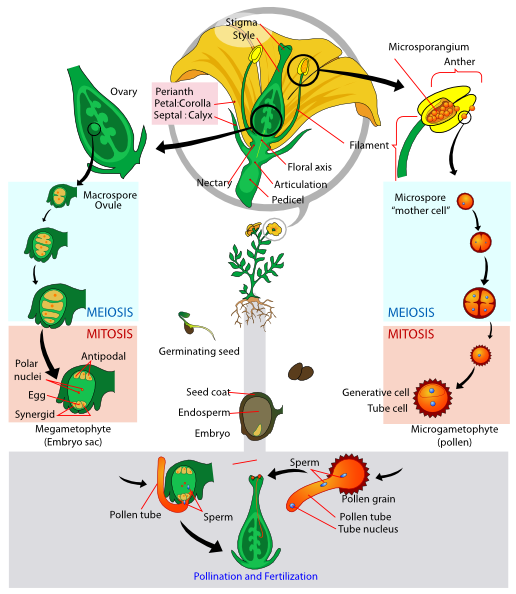 Stigma
Style
Microsporangium
Anther
Ovary
Perianth
Petal:Corolla
Septal : Calyx
Filament
Floral axis
Nectary
Articulation
Pedicel
Macrospore
Ovule
Microspore
“mother cell”
MEIOSIS
MEIOSIS
MITOSIS
MITOSIS
Germinating seed
Antipodal
Polar
nuclei
Egg
Synergid
Megametophyte
(Embryo sac)
Seed coat
Endosperm
Embryo
Generative cell
Tube cell
Microgametophyte
(pollen)
Sperm
Pollen grain
Pollen tube
Sperm
Pollen tube
Tube nucleus
Pollination and Fertilization